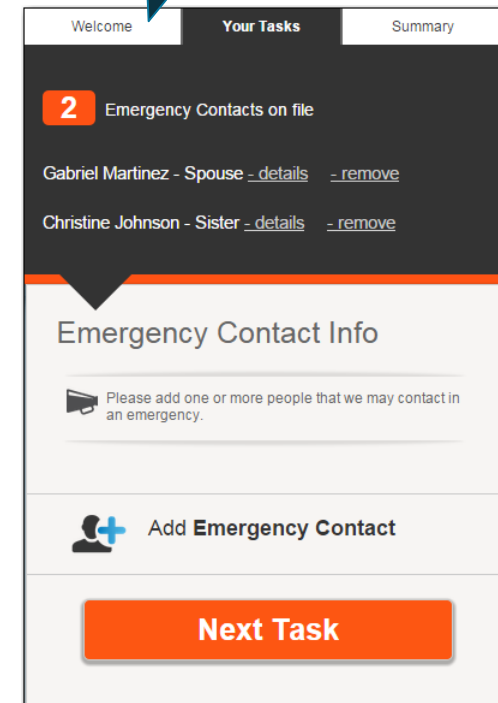 Welcome Your Tasks Summary
2 Emergency Contacts on file
Gabriel Martinez - Spouse - details - remove
Christine Johnson - Sister - details - remove
Emergency Contact Info
Please add one or more people that we may contact in
an emergency.
Add Emergency Contact
Next Task